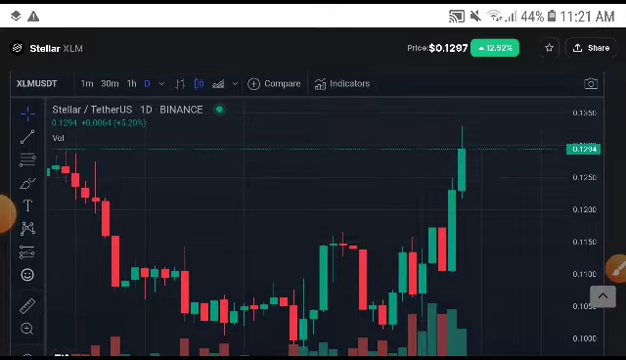 44% 11:21 AM
Stellar XLM Price:$0.1297 12.52% Share
XLMUSDT 1m 30m 1h D Compare Indicators
Stellar / TetherUS 1D BINANCE
0.1294 +0.0064 (+5.20%)
Vol
0.1350
0.1294
0.1250
0.1200
0.1150
0.1100
0.1050
0.1000